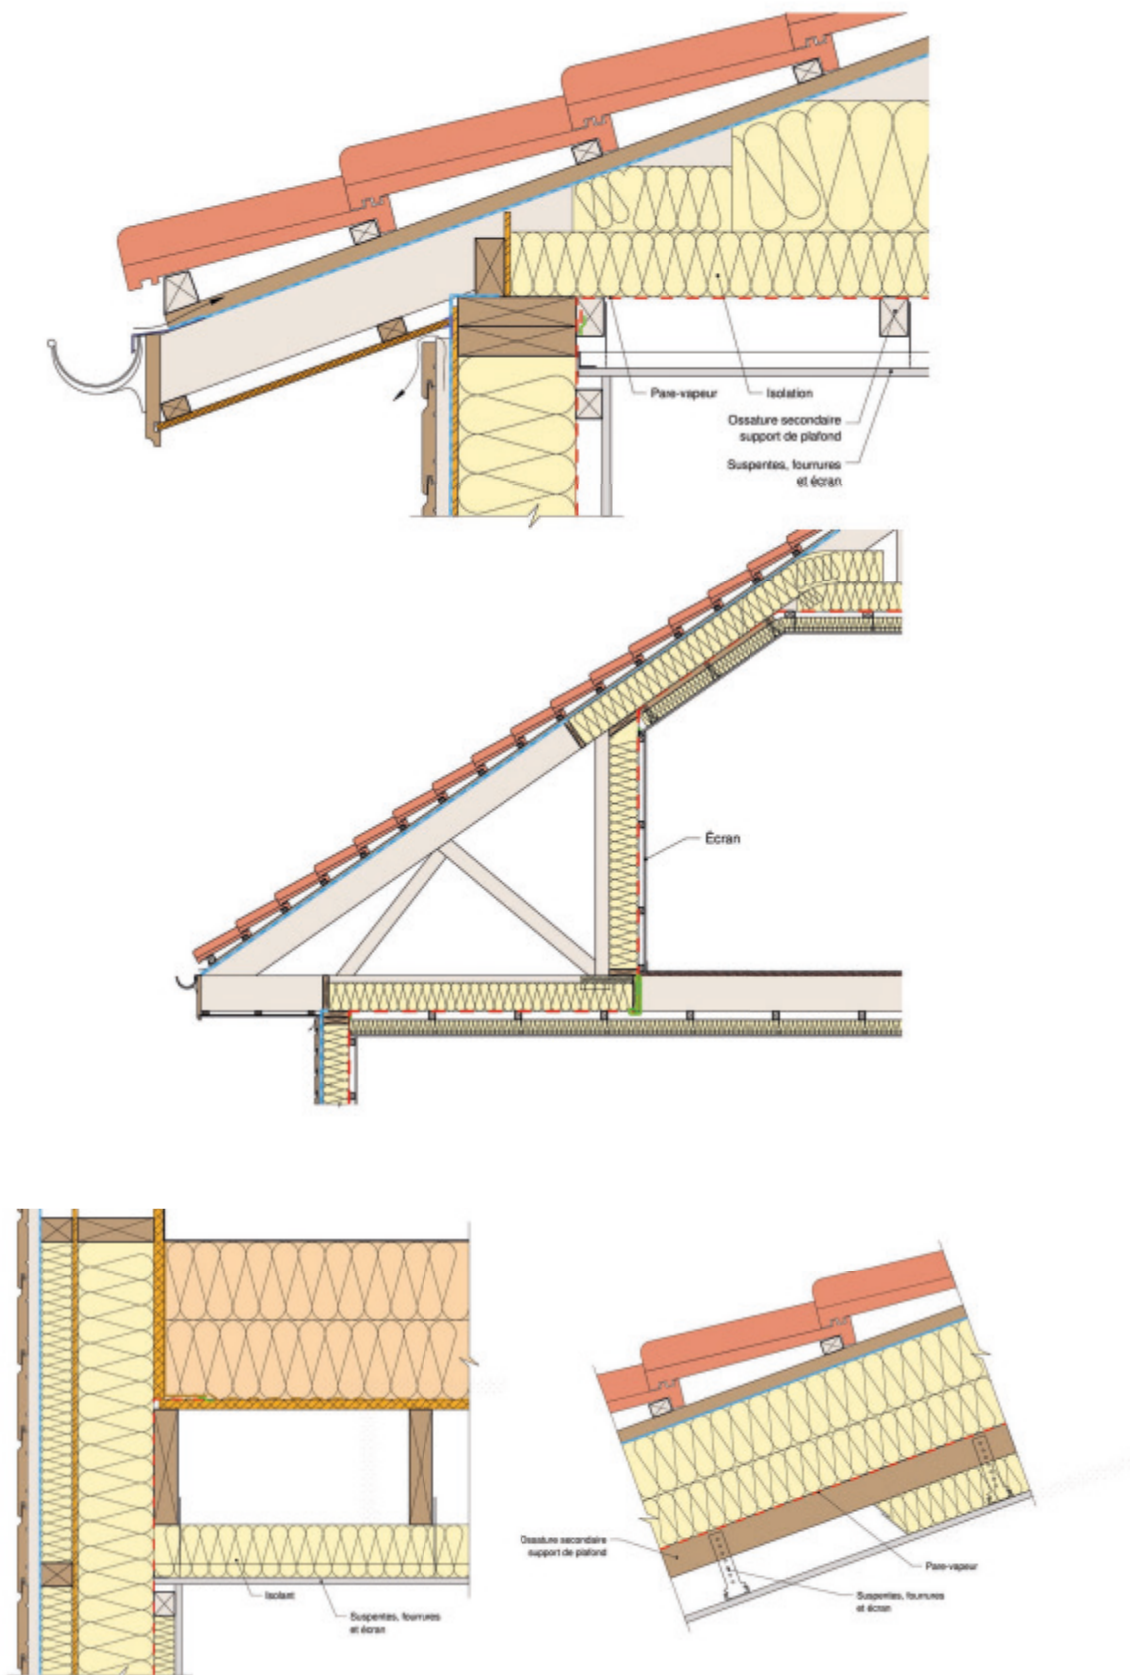 Pare-vapeur
Isolation
Ossature secondaire
support de plafond
Suspentes, fourrures
et écran
Écran
Isolant
Suspentes, fourrures
et écran
Ossature secondaire
support de plafond
Pare-vapeur
Suspentes, fourrures
et écran